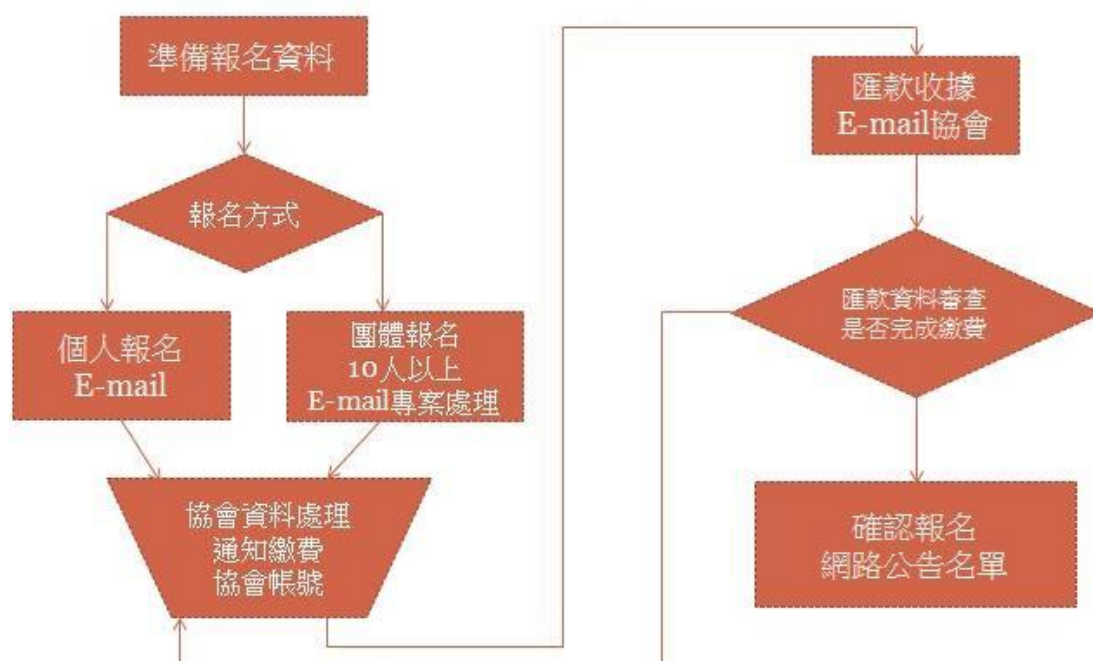 準備報名資料
報名方式
個人報名
E-mail
團體報名
10人以上
E-mail專案處理
協會資料處理
通知繳費
協會帳號
匯款收據
E-mail協會
匯款資料審查
是否完成繳費
確認報名
網路公告名單